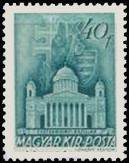 40f
ESZTERGOMI BAZILIKA
MAGYAR KIR. POSTA